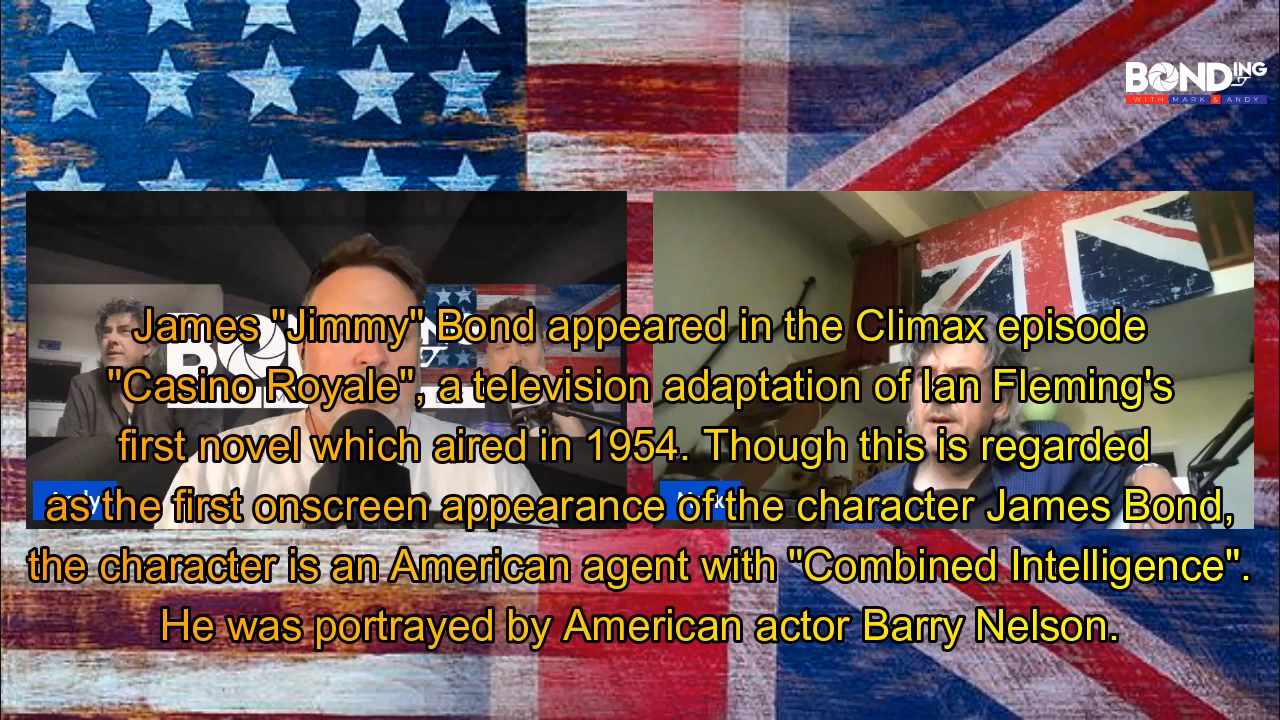 BONDING
WITH MARK & ANDY
James "Jimmy" Bond appeared in the Climax episode
"Casino Royale", a television adaptation of Ian Fleming's
first novel which aired in 1954. Though this is regarded
as the first onscreen appearance of the character James Bond,
the character is an American agent with "Combined Intelligence".
He was portrayed by American actor Barry Nelson.